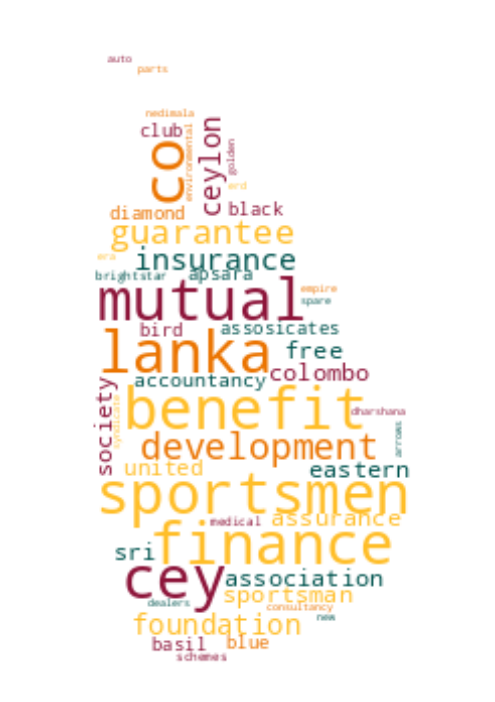 auto
parts
nedimala
club
co
environmental
ceylon
golden
erd
diamond
black
guarantee
era
insurance
brightstar
apsara
mutual
empire
spare
bird
assosicates
lanka
free
accountancy
colombo
society
syndicate
benefit
dharshana
arrows
development
united
eastern
sportsmen
medical
assurance
finance
sri
cey
association
sportsman
dealers
consultancy
new
foundation
basil
blue
schemes